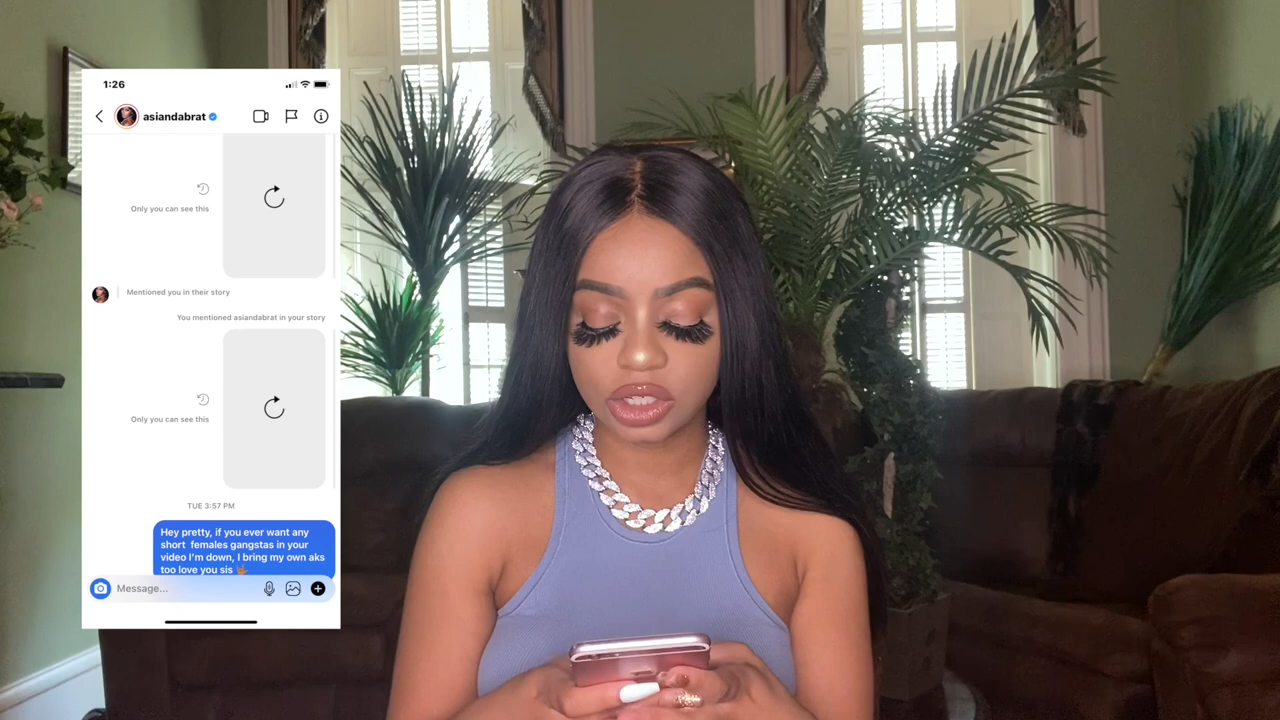 1:26
asiandabrat
Only you can see this
Mentioned you in their story
You mentioned asiandabrat in your story
Only you can see this
TUE 3:57 PM
Hey pretty, if you ever want any
short  females gangstas in your
video I'm down, I bring my own aks
too love you sis 🤟🏾
Message...